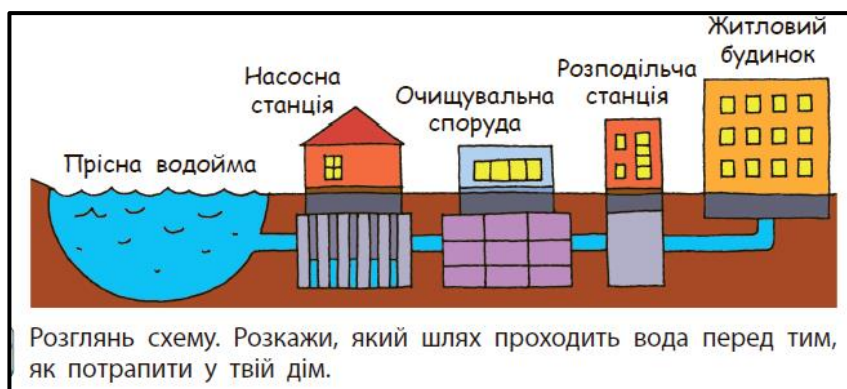 Житловий
будинок
Насосна
станція
Очищувальна
споруда
Розподільча
станція
Прісна водойма
Розглянь схему. Розкажи, який шлях проходить вода перед тим,
як потрапити у твій дім.